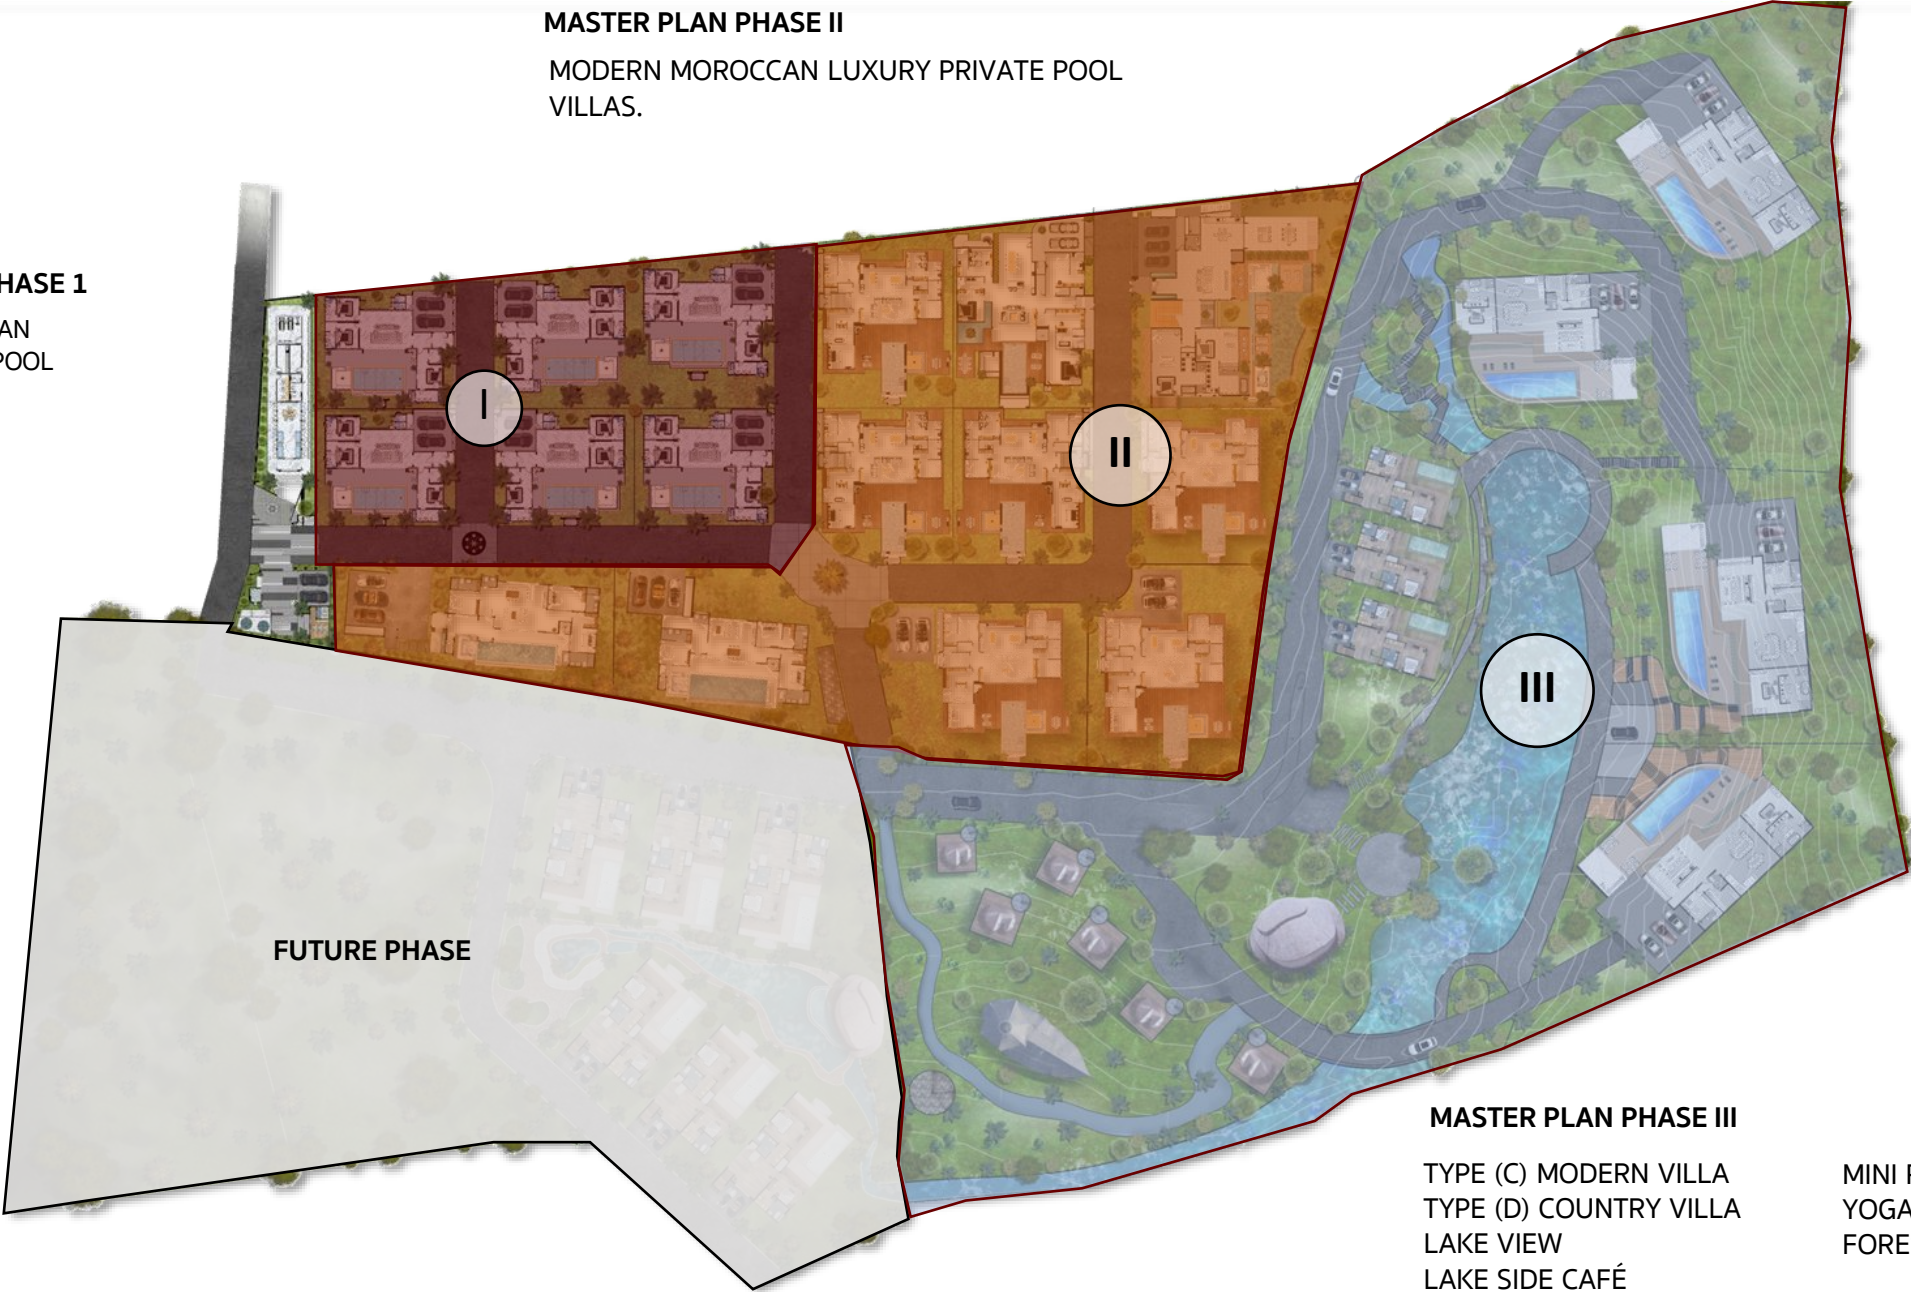 MASTER PLAN PHASE II
MODERN MOROCCAN LUXURY PRIVATE POOL
VILLAS.
HASE 1
AN
POOL
I
II
III
FUTURE PHASE
MASTER PLAN PHASE III
TYPE (C) MODERN VILLA
TYPE (D) COUNTRY VILLA
LAKE VIEW
LAKE SIDE CAFÉ
MINI
YOGA
FORE